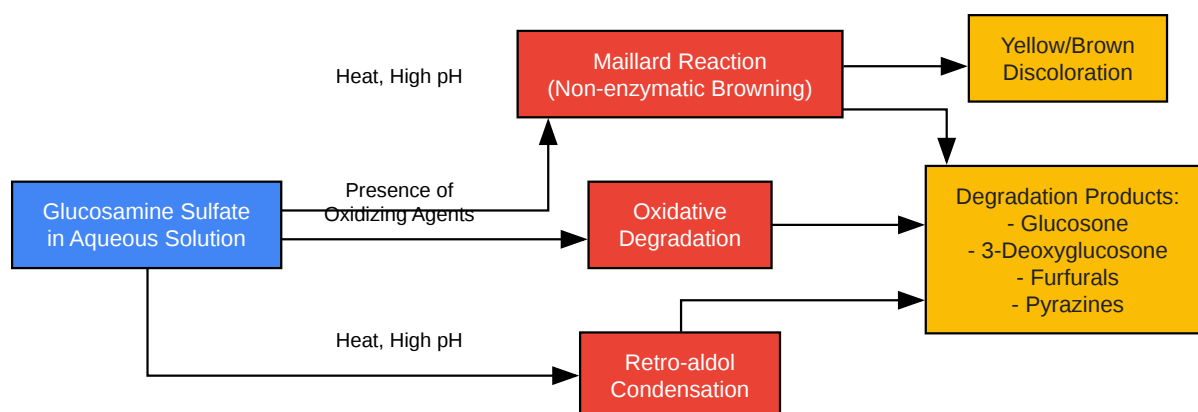 Heat, High pH
Maillard Reaction
(Non-enzymatic Browning)
Yellow/Brown
Discoloration
Glucosamine Sulfate
in Aqueous Solution
Presence of
Oxidizing Agents
Oxidative
Degradation
Degradation Products:
- Glucosone
- 3-Deoxyglucosone
- Furfurals
- Pyrazines
Heat, High pH
Retro-aldol
Condensation